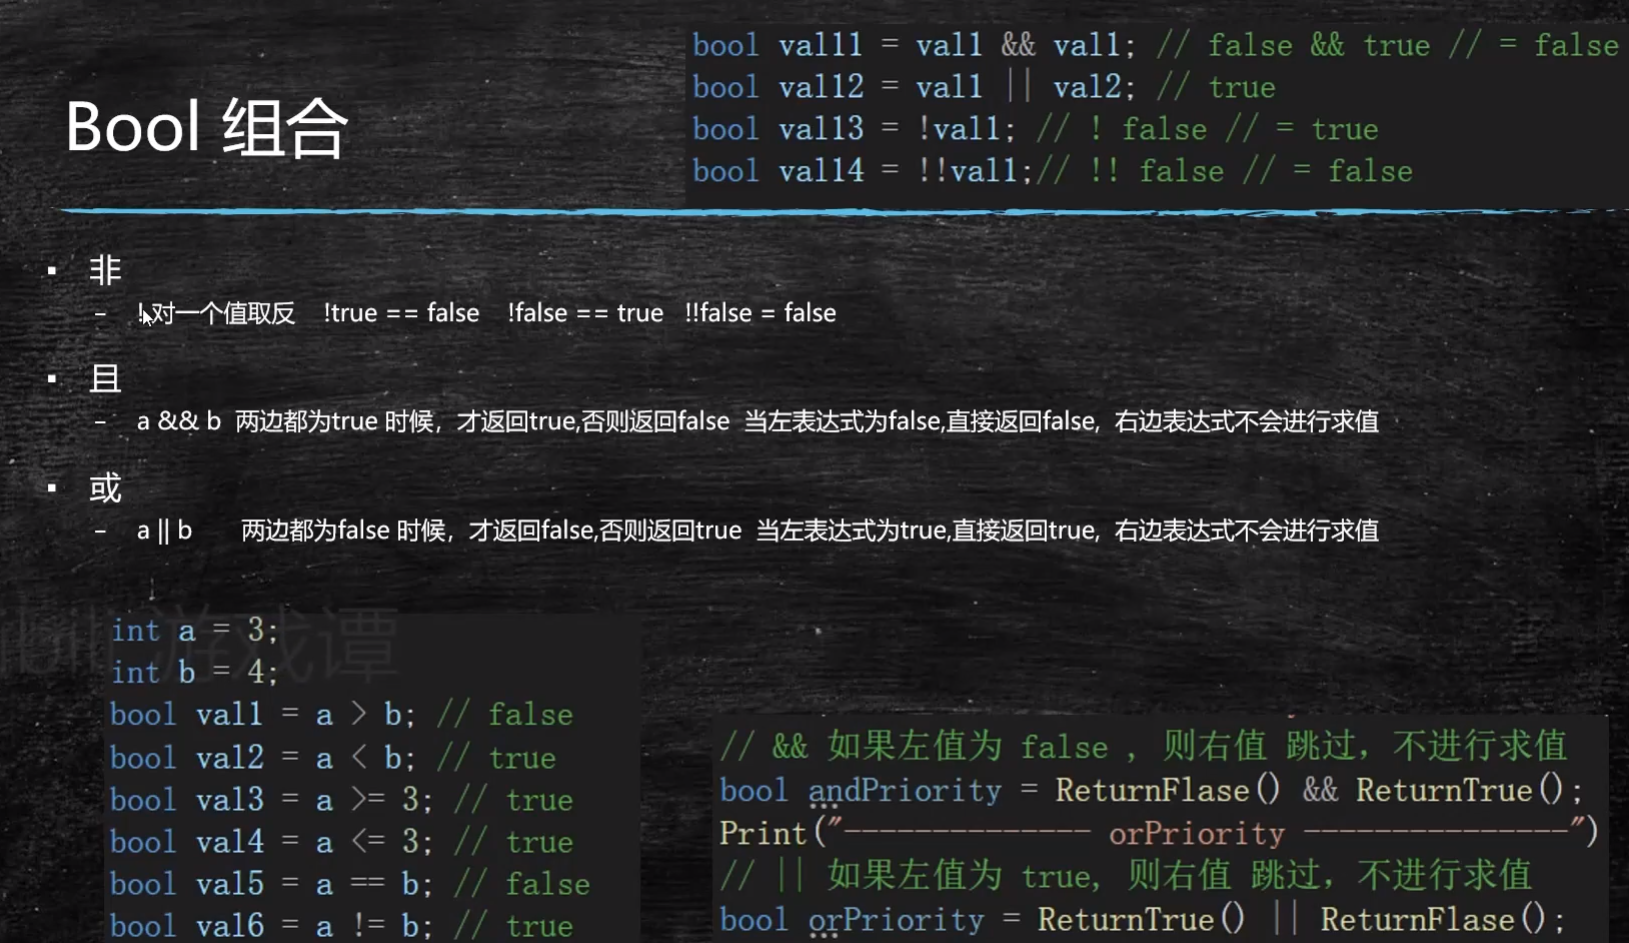 Bool 组合
bool val11 = val1 && val1; // false && true // = false
bool val12 = val1 || val2; // true
bool val13 = !val1; // ! false // = true
bool val14 = !!val1;// !! false // = false
▪ 非
– ! 对一个值取反 !true == false !false == true !!false = false
▪ 且
– a && b 两边都为true 时候，才返回true,否则返回false 当左表达式为false,直接返回false, 右边表达式不会进行求值
▪ 或
– a || b 两边都为false 时候，才返回false,否则返回true 当左表达式为true,直接返回true, 右边表达式不会进行求值
游戏谭
int a = 3;
int b = 4;
bool val1 = a > b; // false
bool val2 = a < b; // true
bool val3 = a >= 3; // true
bool val4 = a <= 3; // true
bool val5 = a == b; // false
bool val6 = a != b; // true
// && 如果左值为 false , 则右值 跳过, 不进行求值
bool andPriority = ReturnFlase() && ReturnTrue();
Print("-------------- orPriority ---------------")
// || 如果左值为 true, 则右值 跳过, 不进行求值
bool orPriority = ReturnTrue() || ReturnFlase();